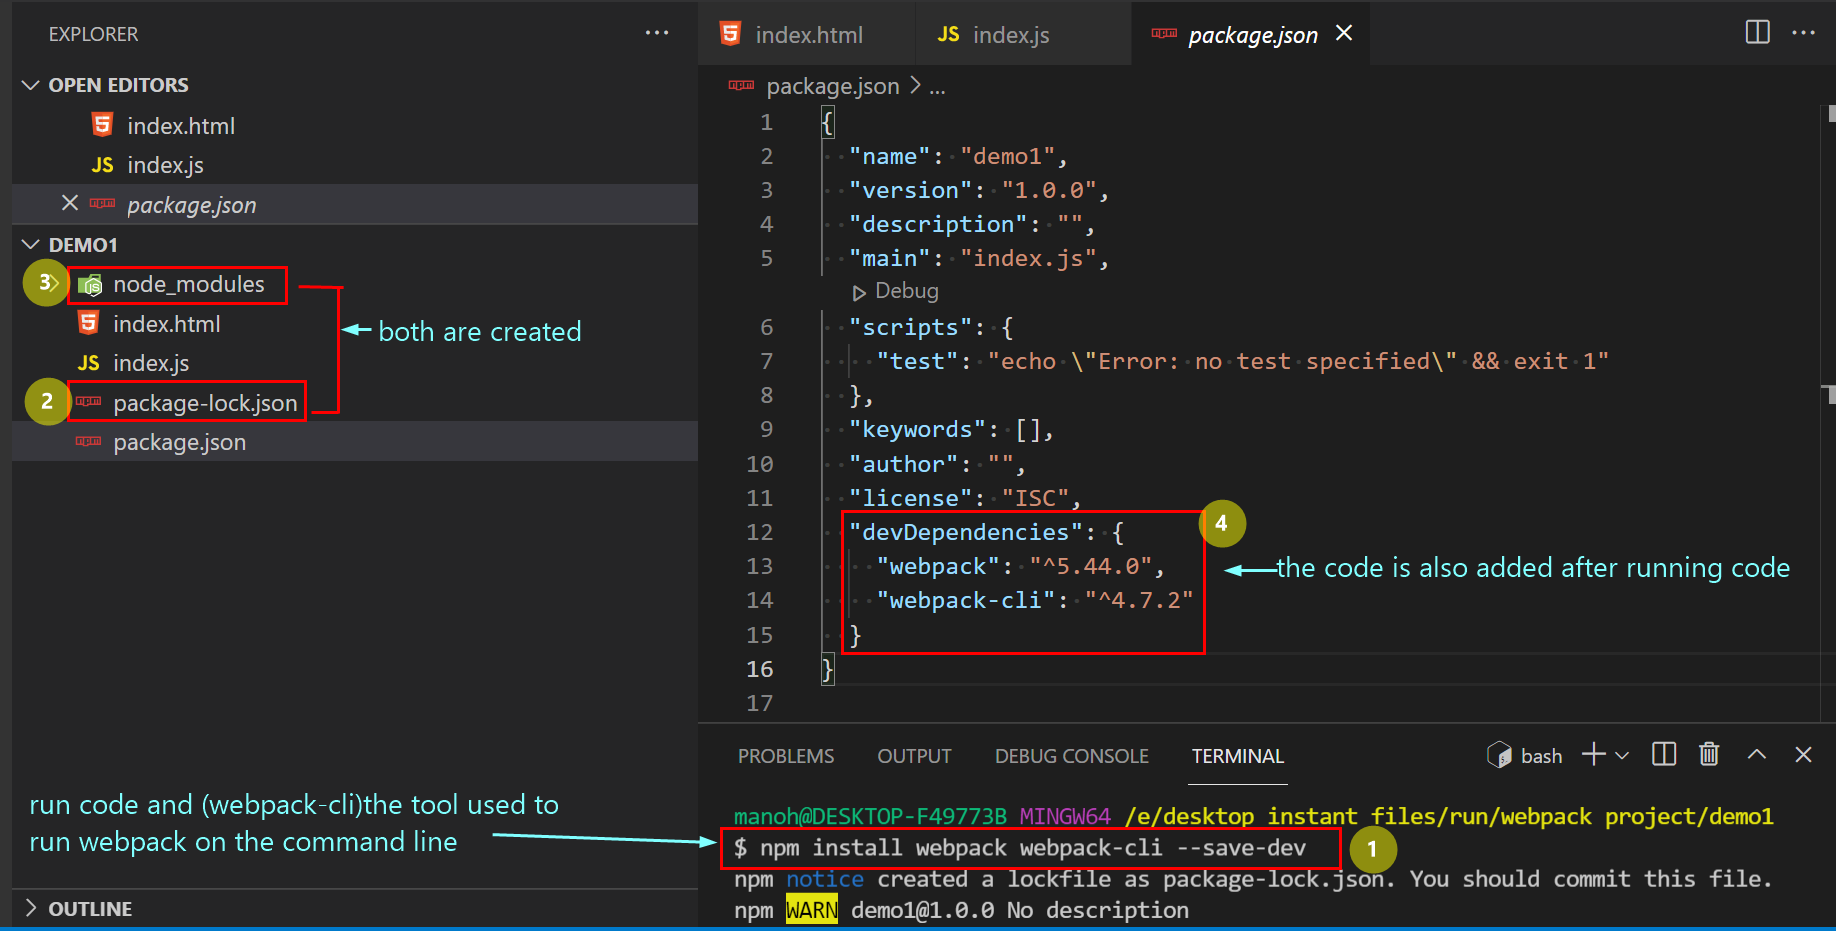 EXPLORER
OPEN EDITORS
index.html
JS index.js
package.json
DEMO1
3 node_modules
index.html
JS index.js
2 package-lock.json
package.json
both are created
run code and (webpack-cli)the tool used to
run webpack on the command line
OUTLINE
index.html JS index.js package.json
package.json > ...
1 {
2 "name": "demo1",
3 "version": "1.0.0",
4 "description": "",
5 "main": "index.js",
Debug
6 "scripts": {
7 "test": "echo \"Error: no test specified\" && exit 1"
8 },
9 "keywords": [],
10 "author": "",
11 "license": "ISC",
12 "devDependencies": {
13 "webpack": "^5.44.0",
14 "webpack-cli": "^4.7.2"
15 }
16 }
17
4
the code is also added after running code
PROBLEMS OUTPUT DEBUG CONSOLE TERMINAL bash
manoh@DESKTOP-F49773B MINGW64 /e/desktop instant files/run/webpack project/demo1
$ npm install webpack webpack-cli --save-dev
1
npm notice created a lockfile as package-lock.json. You should commit this file.
npm WARN demo1@1.0.0 No description